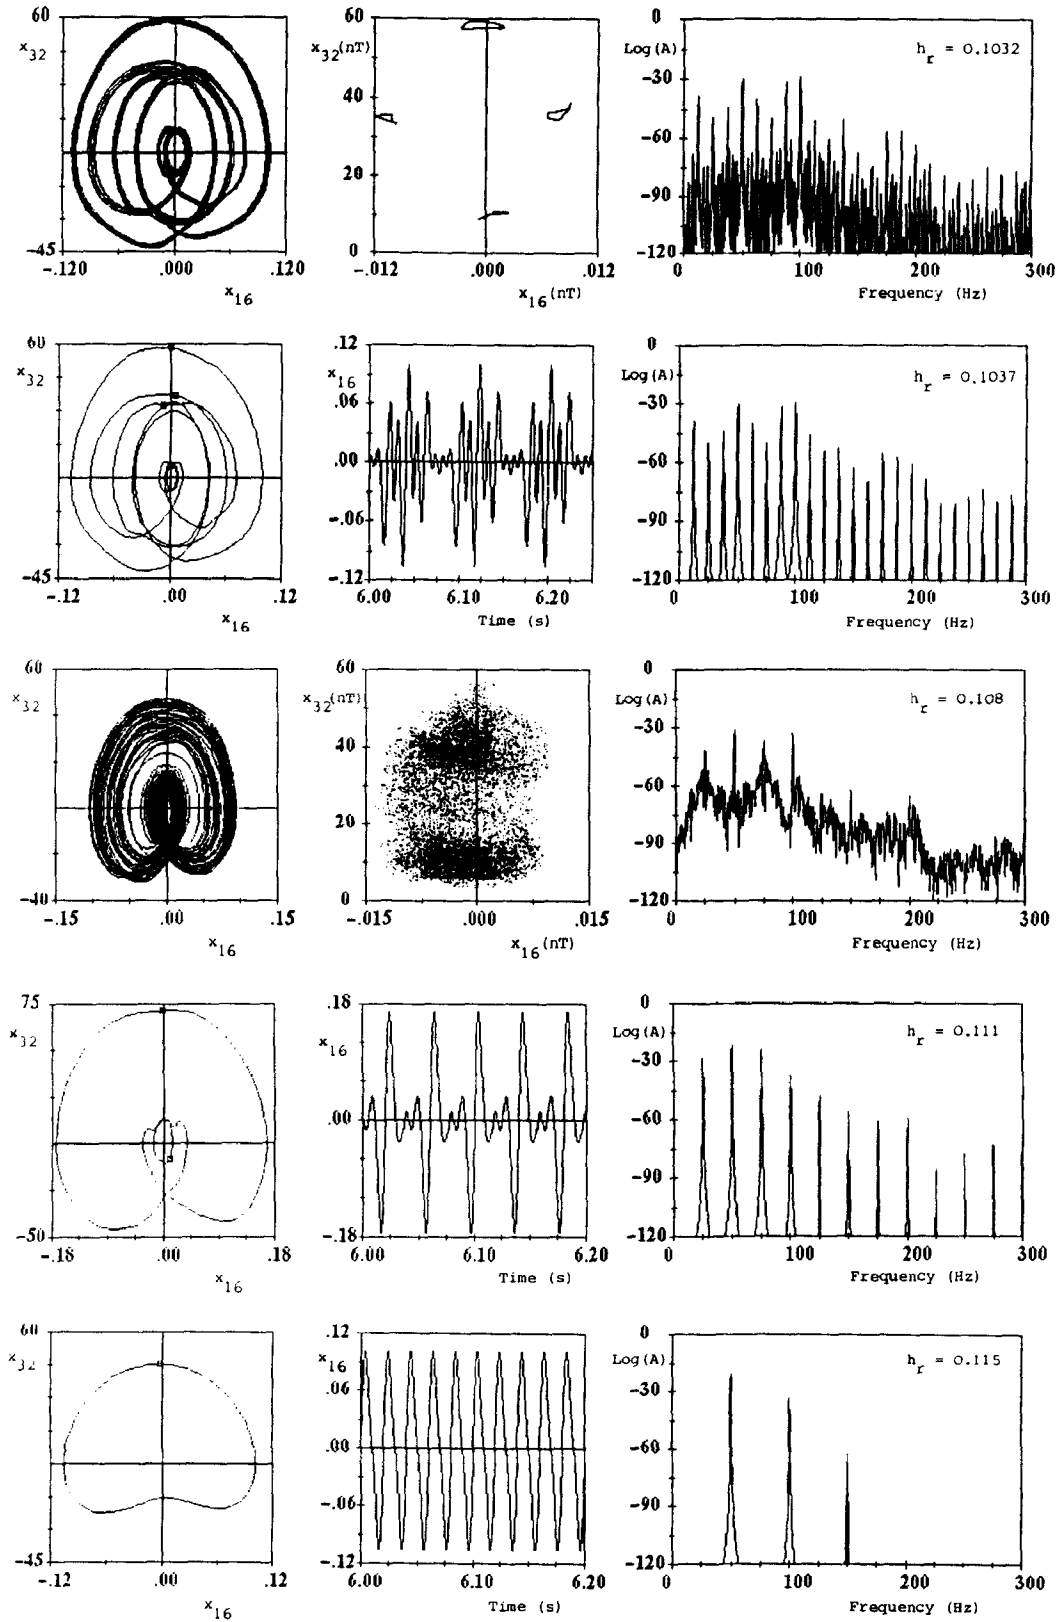 60
x32
-45
-.120 .000 .120
x16
60
x32(nT)
40
20
0
-.012 .000 .012
x16(nT)
0
Log(A)
-30
-60
-90
-120
0 100 200 300
Frequency (Hz)
hr = 0.1032
60
x32
-45
-.12 .00 .12
x16
.12
x16
.06
.00
-.06
-.12
6.00 6.10 6.20
Time (s)
0
Log(A)
-30
-60
-90
-120
0 100 200 300
Frequency (Hz)
hr = 0.1037
60
x32
-40
-.15 .00 .15
x16
60
x32(nT)
40
20
0
-.015 .000 .015
x16(nT)
0
Log(A)
-30
-60
-90
-120
0 100 200 300
Frequency (Hz)
hr = 0.108
75
x32
-50
-.18 .00 .18
x16
.18
x16
.00
-.18
6.00 6.10 6.20
Time (s)
0
Log(A)
-30
-60
-90
-120
0 100 200 300
Frequency (Hz)
hr = 0.111
60
x32
-45
-.12 .00 0.12
x16
.12
x16
.06
.00
-.06
-.12
6.00 6.10 6.20
Time (s)
0
Log(A)
-30
-60
-90
-120
0 100 200 300
Frequency (Hz)
hr = 0.115